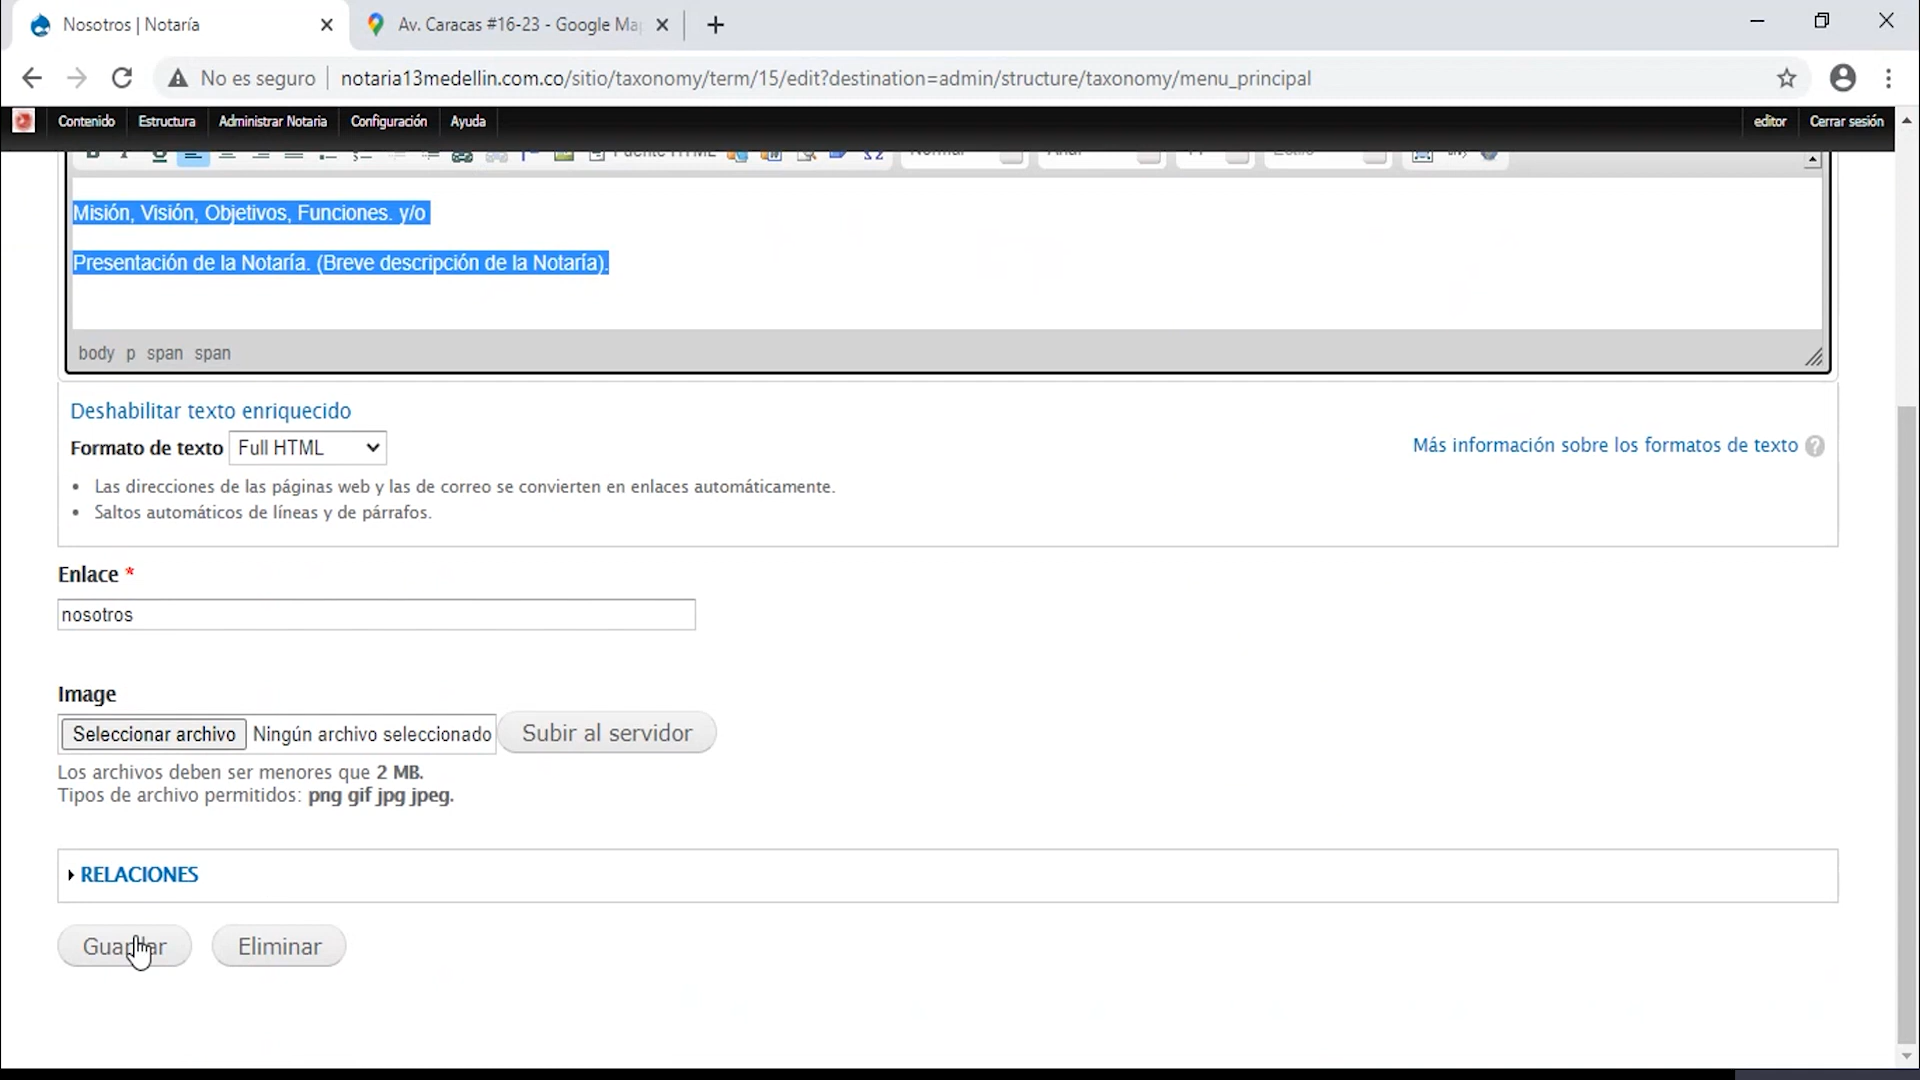 Nosotros | Notaría
Av. Caracas #16-23 - Google Ma
No es seguro
notaria13medellin.com.co/sitio/taxonomy/term/15/edit?destination=admin/structure/taxonomy/menu_principal
Contenido
Estructura
Administrar Notaria
Configuración
Ayuda
editor
Cerrar sesión
Misión, Visión, Objetivos, Funciones. y/o
Presentación de la Notaría. (Breve descripción de la Notaría).
body p span span
Deshabilitar texto enriquecido
Formato de texto Full HTML
Más información sobre los formatos de texto ?
• Las direcciones de las páginas web y las de correo se convierten en enlaces automáticamente.
• Saltos automáticos de líneas y de párrafos.
Enlace *
nosotros
Image
Seleccionar archivo Ningún archivo seleccionado Subir al servidor
Los archivos deben ser menores que 2 MB.
Tipos de archivo permitidos: png gif jpg jpeg.
RELACIONES
Guardar
Eliminar